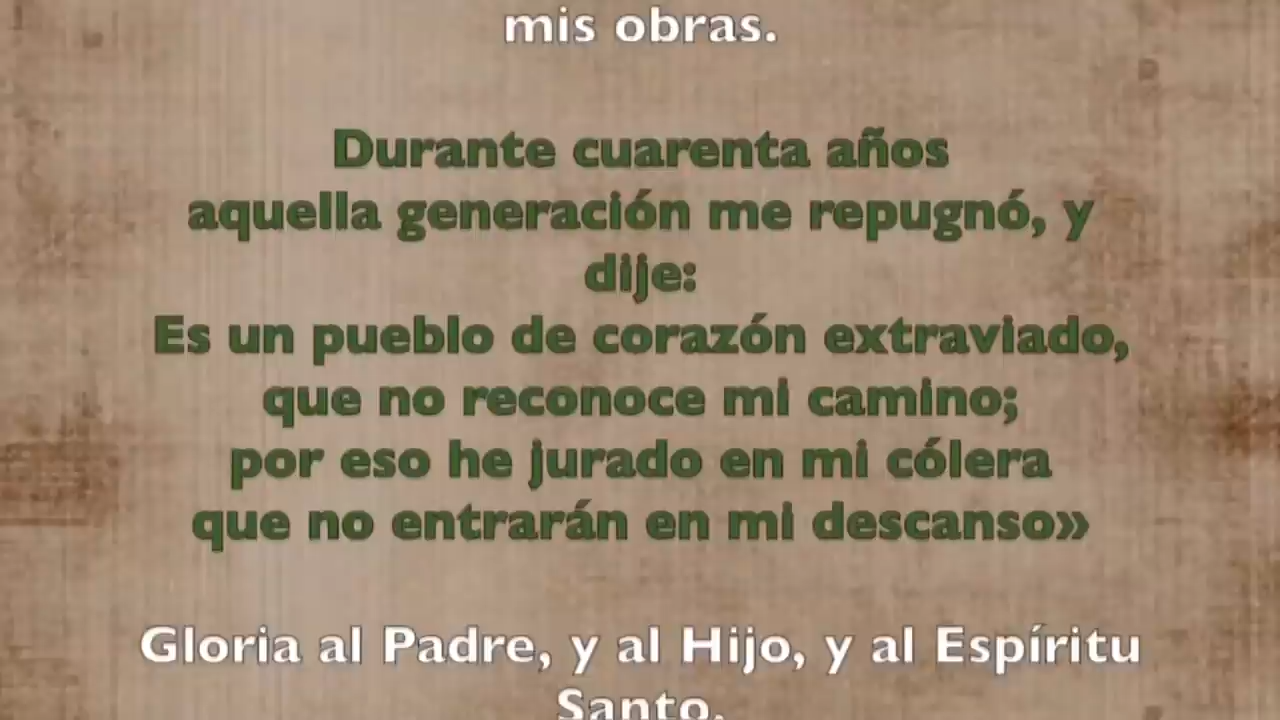 mis obras.
Durante cuarenta años
aquella generación me repugnó, y
dije:
Es un pueblo de corazón extraviado,
que no reconoce mi camino;
por eso he jurado en mi cólera
que no entrarán en mi descanso»
Gloria al Padre, y al Hijo, y al Espíritu
Santo.